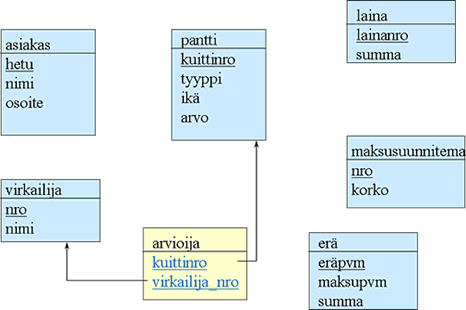 asiakas
hetu
nimi
osoite
pantti
kuittinro
tyyppi
ikä
arvo
laina
lainanro
summa
maksusuunnitema
nro
korko
virkailija
nro
nimi
arvioija
kuittinro
virkailija_nro
erä
eräpvm
maksupvm
summa